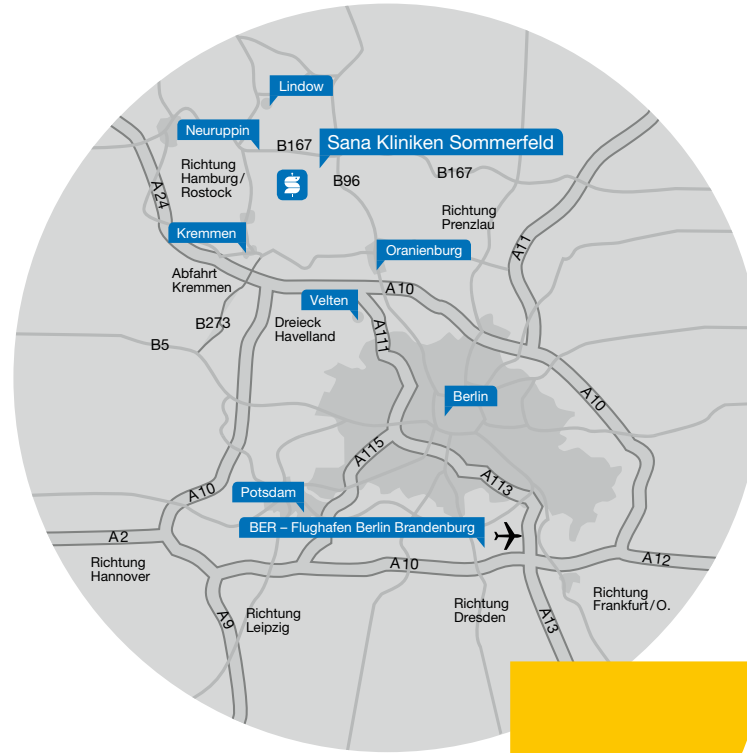 Lindow
Neuruppin
B167
Sana Kliniken Sommerfeld
Richtung
Hamburg/
Rostock
B96
B167
A24
Richtung
Prenzlau
Kremmen
Oranienburg
A11
Abfahrt
Kremmen
A10
Velten
B273
Dreieck
Havelland
A111
B5
Berlin
A10
A115
A113
A10
Potsdam
BER – Flughafen Berlin Brandenburg
A2
Richtung
Hannover
A10
A12
Richtung
Frankfurt/O.
A9
Richtung
Leipzig
Richtung
Dresden
A13